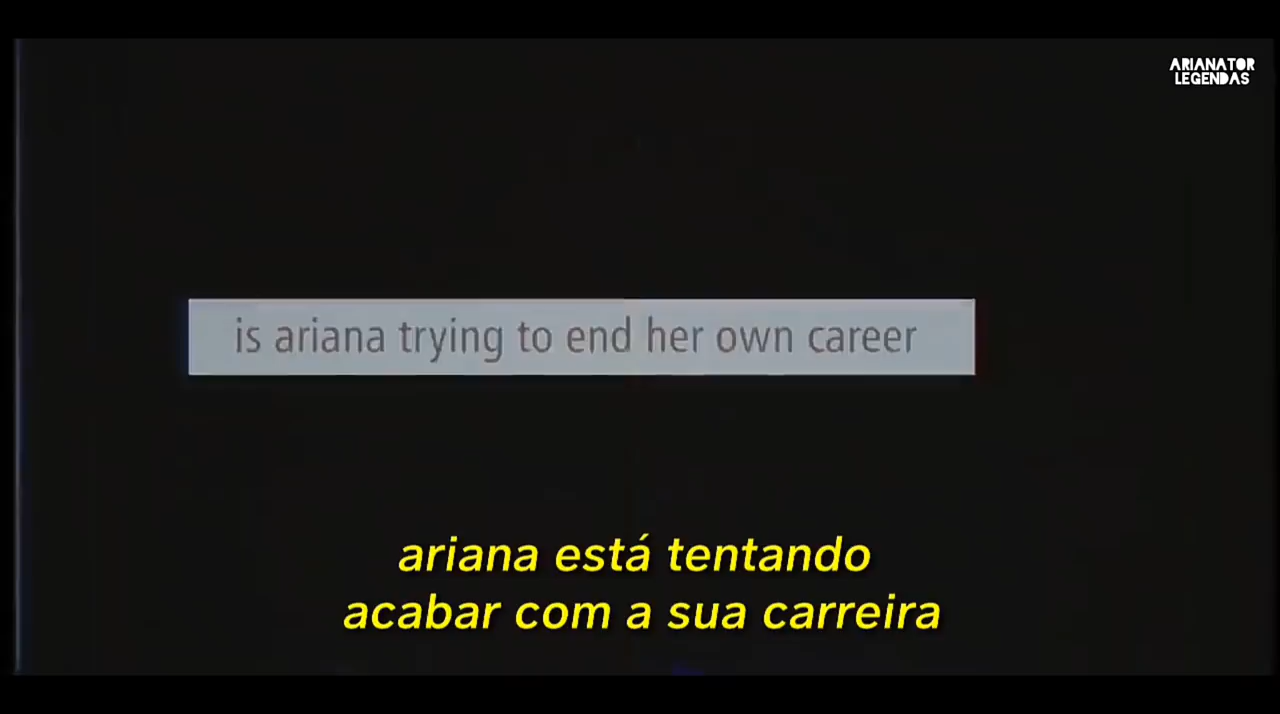 ARIANATOR
LEGENDAS
is ariana trying to end her own career
ariana está tentando
acabar com a sua carreira